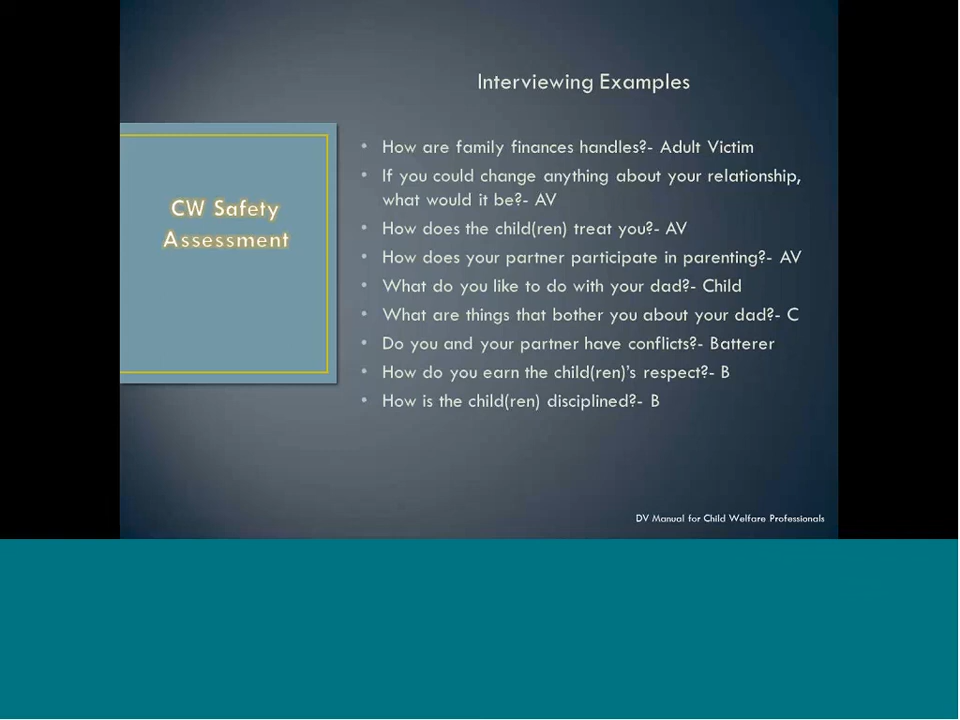 Interviewing Examples
CW Safety
Assessment
• How are family finances handles?- Adult Victim
• If you could change anything about your relationship,
what would it be?- AV
• How does the child(ren) treat you?- AV
• How does your partner participate in parenting?- AV
• What do you like to do with your dad?- Child
• What are things that bother you about your dad?- C
• Do you and your partner have conflicts?- Batterer
• How do you earn the child(ren)'s respect?- B
• How is the child(ren) disciplined?- B
DV Manual for Child Welfare Professionals